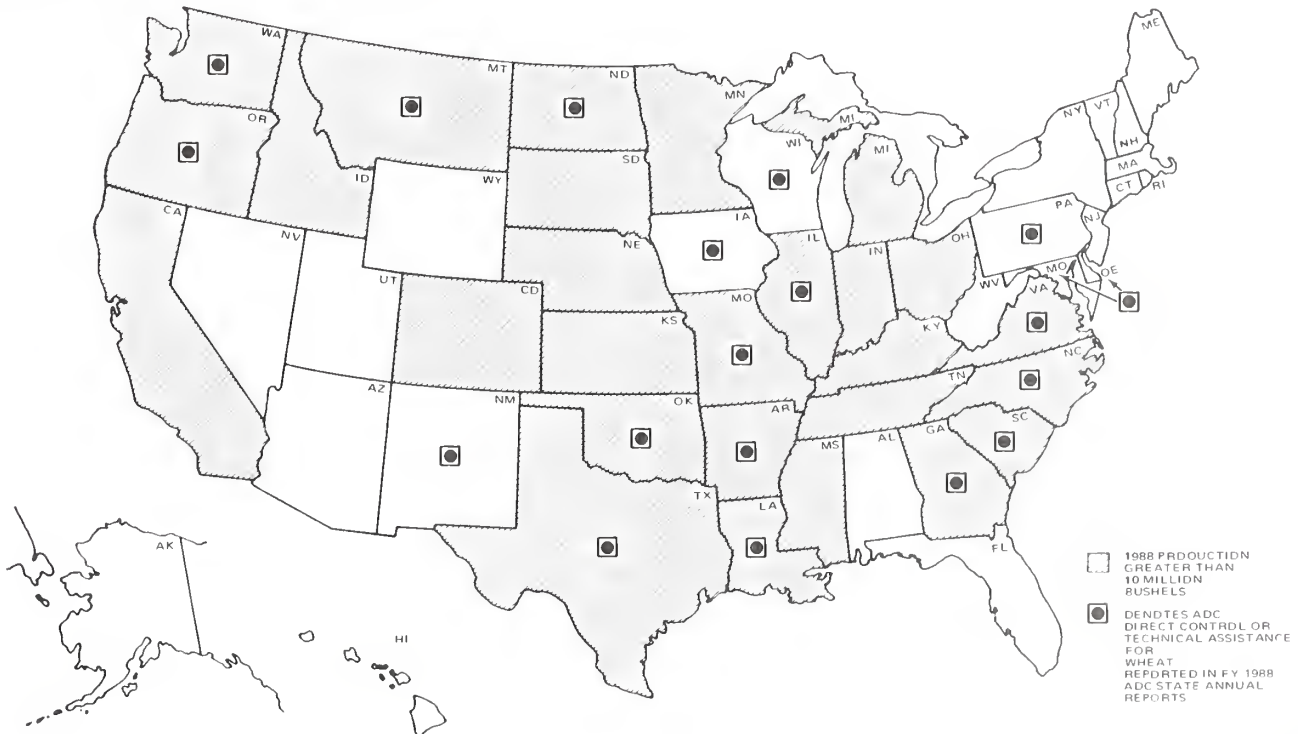 WA
MT
ND
MN
ME
OR
ID
WY
SD
WI
MI
MI
NY
VT
NH
MA
CT
RI
CA
NV
UT
CD
NE
KS
IA
IL
IN
OH
PA
NJ
MO
WV
VA
MO
OE
KY
AZ
NM
OK
AR
TN
NC
SC
MS
AL
GA
TX
LA
FL
AK
HI
1988 PRDDUCTIDN
GREATER THAN
10 MILLIDN
8USHELS
DENDTES ADC
DIRECT CONTRDL OR
TECHNICAL ASSISTANCE
FOR
WHEAT
REPDRTED IN FY 1988
ADC STATE ANNUAL
REPORTS